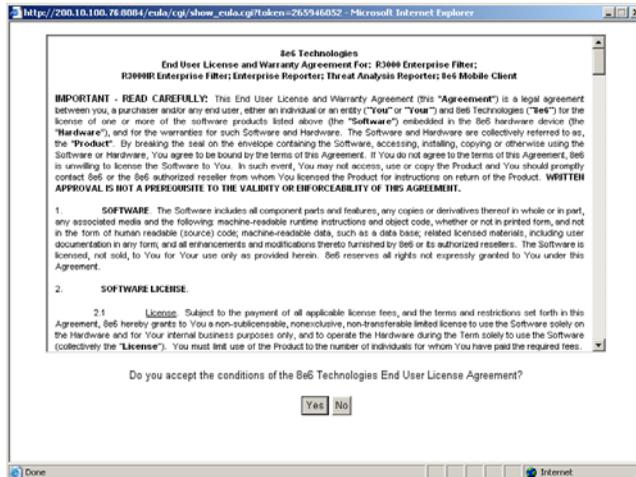 http://200.10.100.76:8084/eula/cgi/show_eula.cgi?token=265946052 - Microsoft Internet Explorer
8e6 Technologies
End User License and Warranty Agreement For: R3000 Enterprise Filter;
R3000IR Enterprise Filter; Enterprise Reporter; Threat Analysis Reporter; 8e6 Mobile Client
IMPORTANT - READ CAREFULLY: This End User License and Warranty Agreement (this "Agreement") is a legal agreement
between you, a purchaser and/or any end user, either an individual or an entity ("You" or "Your") and 8e6 Technologies ("8e6") for the
license of one or more of the software products listed above (the "Software") embedded in the 8e6 hardware device (the
"Hardware"), and for the warranties for such Software and Hardware. The Software and Hardware are collectively referred to as,
the "Product". By breaking the seal on the envelope containing the Software, accessing, installing, copying or otherwise using the
Software or Hardware, You agree to be bound by the terms of this Agreement. If You do not agree to the terms of this Agreement, 8e6
is unwilling to license the Software to You. In such event, You may not access, use or copy the Product and You should promptly
contact 8e6 or the 8e6 authorized reseller from whom You licensed the Product for instructions on return of the Product. WRITTEN
APPROVAL IS NOT A PREREQUISITE TO THE VALIDITY OR ENFORCEABILITY OF THIS AGREEMENT.
1. SOFTWARE. The Software includes all component parts and features, any copies or derivatives thereof in whole or in part,
any associated media and the following: machine-readable runtime instructions and object code, whether or not in printed form, and not
in the form of human readable (source) code; machine-readable data, such as a data base; related licensed materials, including user
documentation in any form; and all enhancements and modifications thereto furnished by 8e6 or its authorized resellers. The Software is
licensed, not sold, to You for Your use only as provided herein. 8e6 reserves all rights not expressly granted to You under this
Agreement.
2. SOFTWARE LICENSE.
2.1 License. Subject to the payment of all applicable license fees, and the terms and restrictions set forth in this
Agreement, 8e6 hereby grants to You a non-sublicensable, nonexclusive, non-transferable limited license to use the Software solely on
the Hardware and for Your internal business purposes only, and to operate the Hardware during the Term solely to use the Software
(collectively the "License"). You must limit use of the Product to the number of individuals for whom You have paid the required fees.
Do you accept the conditions of the 8e6 Technologies End User License Agreement?
Yes No
Done Internet